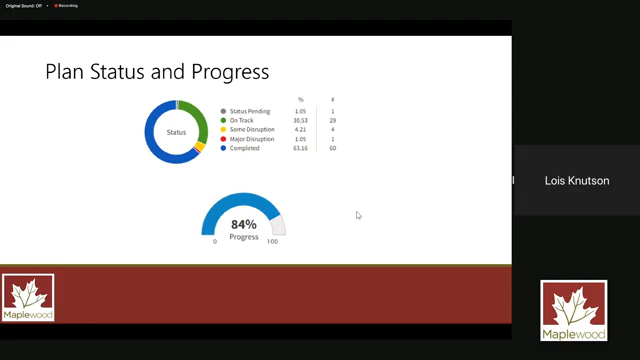 Original Sound: Off
Recording
Plan Status and Progress
% #
Status
Status Pending 1.05 1
On Track 30.53 29
Some Disruption 4.21 4
Major Disruption 1.05 1
Completed 63.16 60
84%
Progress
0 100
Lois Knutson
Maplewood
Maplewood